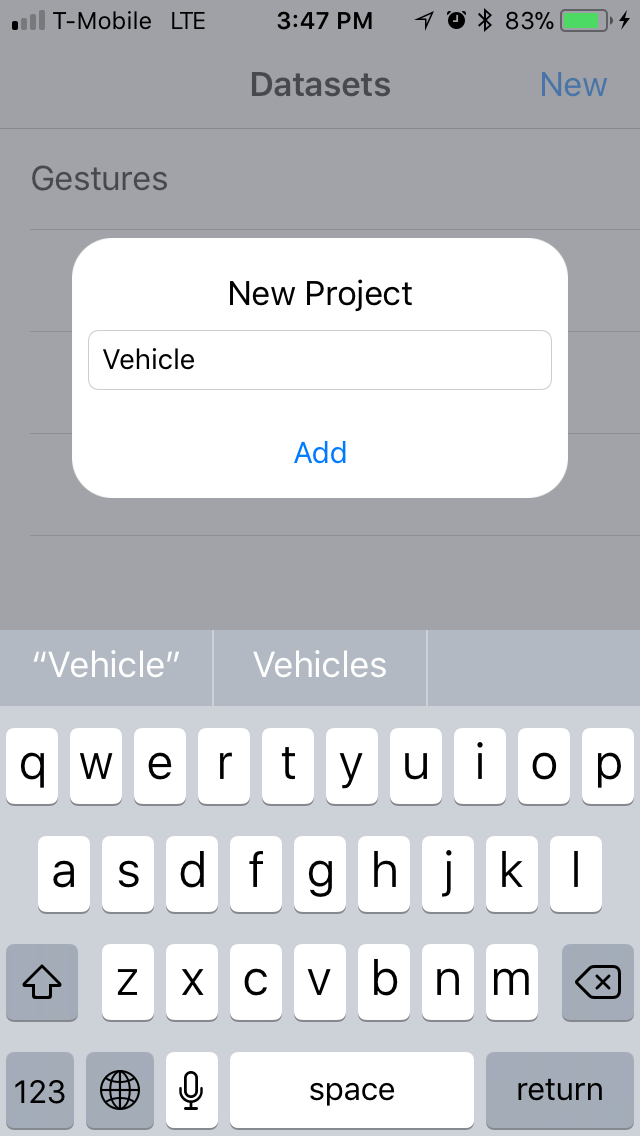 T-Mobile LTE 3:47 PM 83%
Datasets New
Gestures
New Project
Vehicle
Add
“Vehicle” Vehicles
q w e r t y u i o p
a s d f g h j k l
z x c v b n m
123 space return